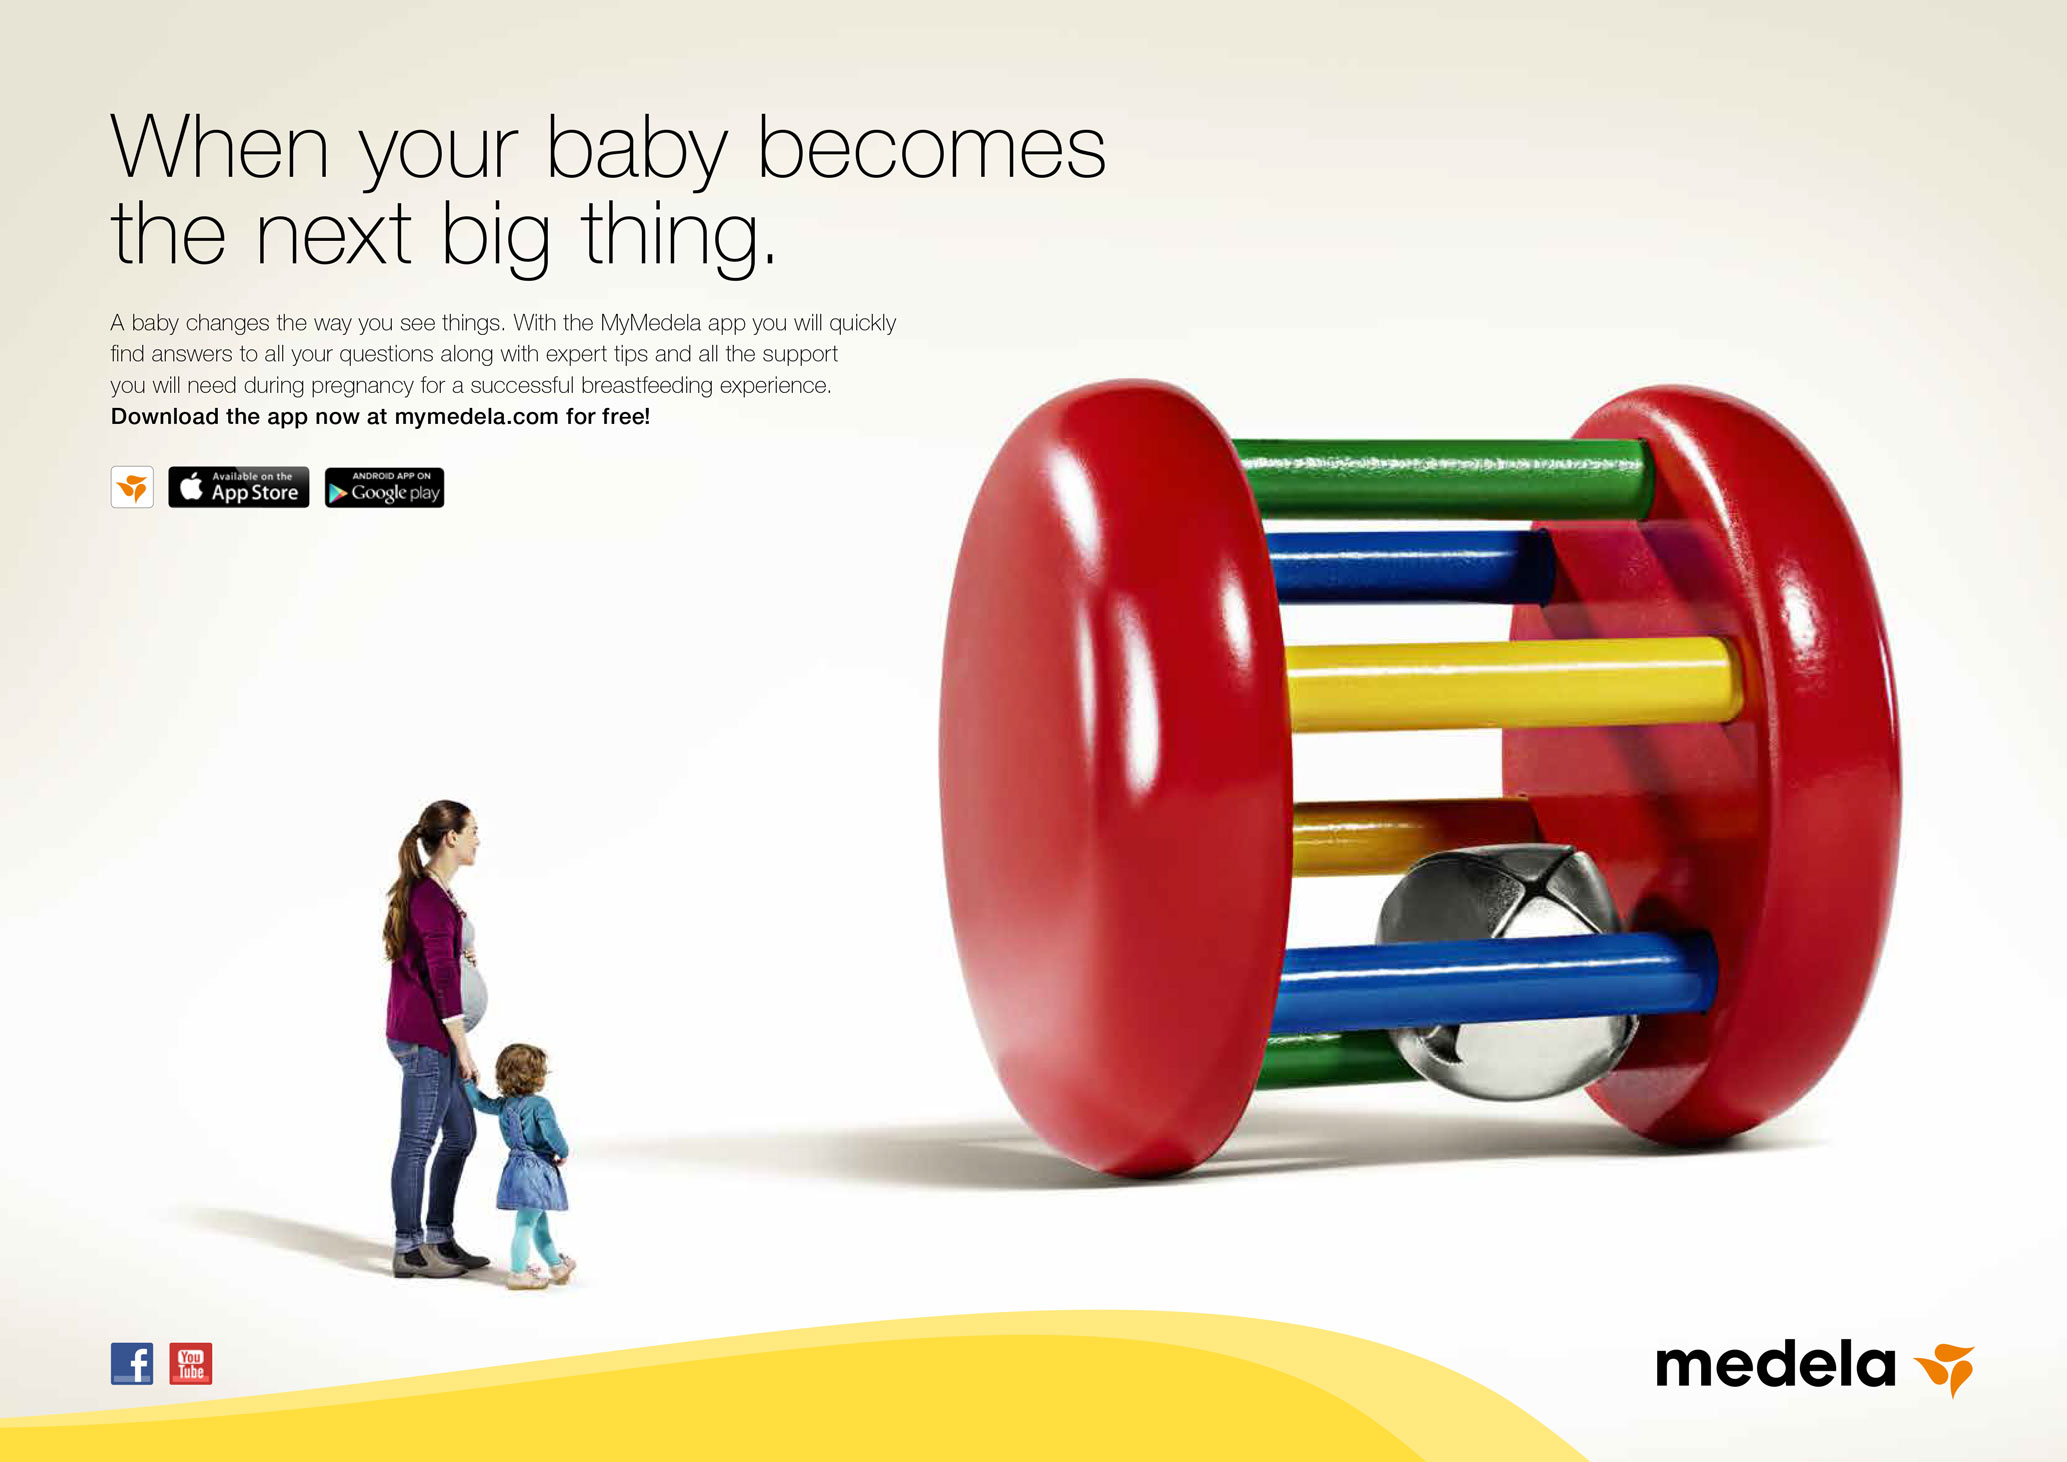 When your baby becomes
the next big thing.
A baby changes the way you see things. With the MyMedela app you will quickly
find answers to all your questions along with expert tips and all the support
you will need during pregnancy for a successful breastfeeding experience.
Download the app now at mymedela.com for free!
Available on the
App Store
ANDROID APP ON
Google play
f
You
Tube
medela